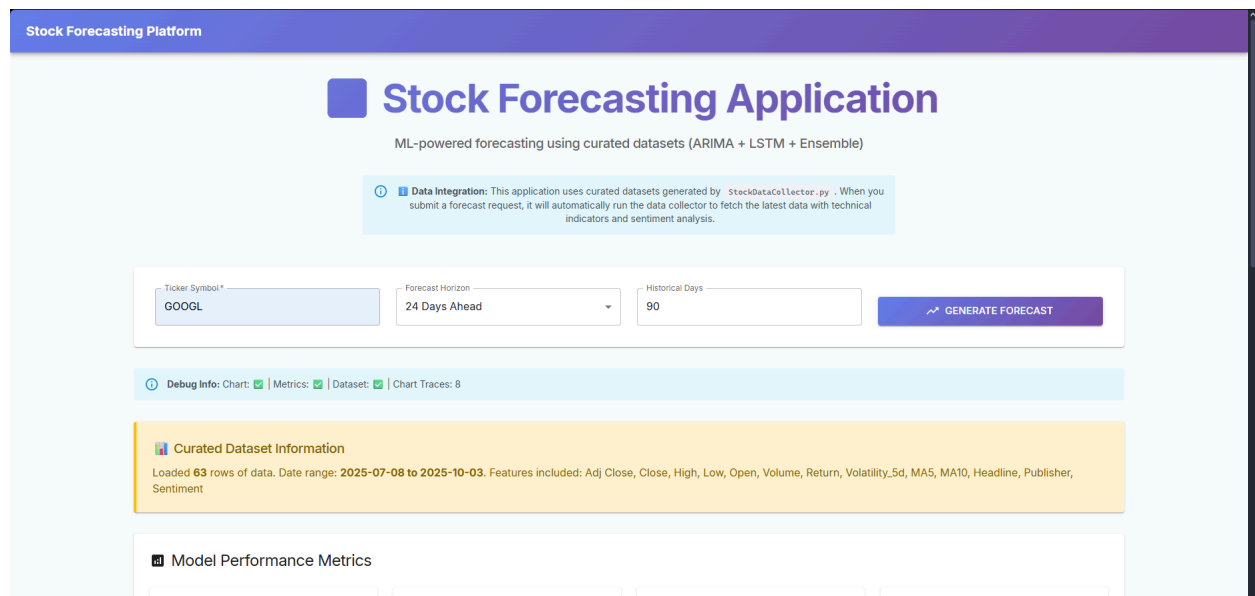 Stock Forecasting Platform
Stock Forecasting Application
ML-powered forecasting using curated datasets (ARIMA + LSTM + Ensemble)
Data Integration: This application uses curated datasets generated by StockDataCollector.py . When you
submit a forecast request, it will automatically run the data collector to fetch the latest data with technical
indicators and sentiment analysis.
Ticker Symbol * Forecast Horizon Historical Days
GOOGL 24 Days Ahead 90 GENERATE FORECAST
Debug Info: Chart: ✅ | Metrics: ✅ | Dataset: ✅ | Chart Traces: 8
Curated Dataset Information
Loaded 63 rows of data. Date range: 2025-07-08 to 2025-10-03. Features included: Adj Close, Close, High, Low, Open, Volume, Return, Volatility_5d, MA5, MA10, Headline, Publisher,
Sentiment
Model Performance Metrics